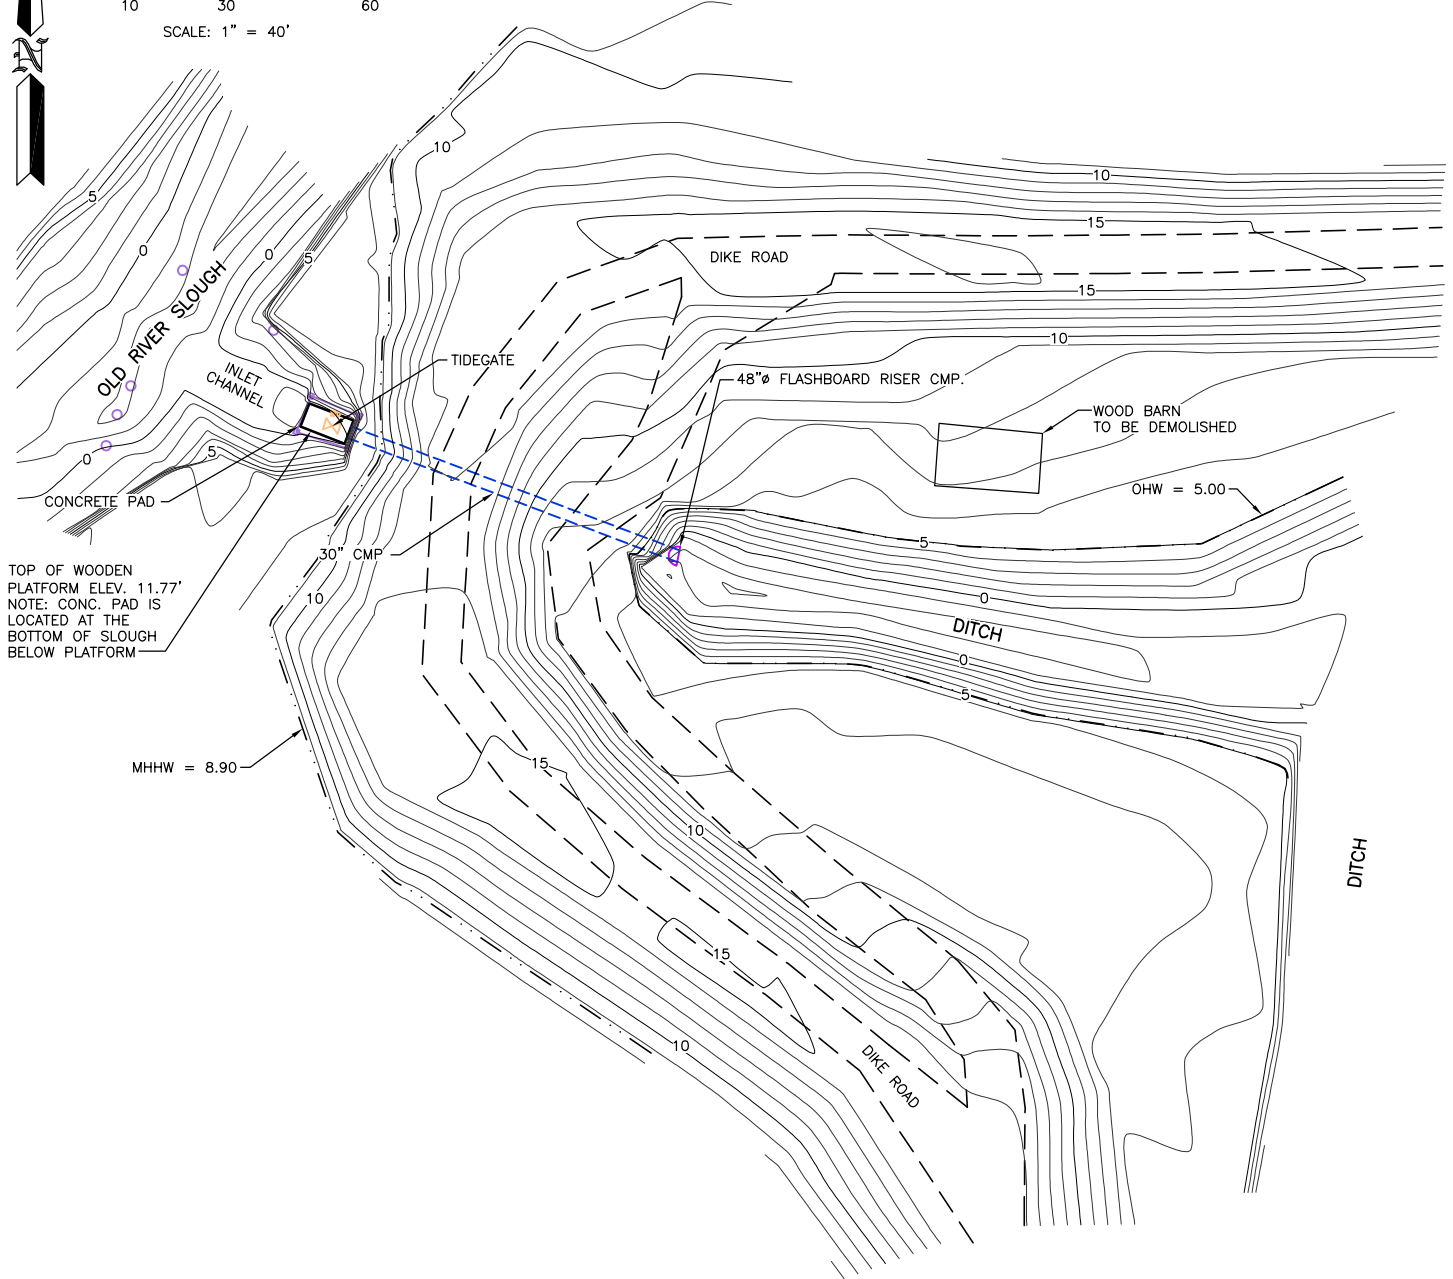 10 30 60
SCALE: 1" = 40'
N
10
5
10
15
0
0
5
DIKE ROAD
OLD RIVER SLOUGH
15
10
TIDEGATE
INLET
CHANNEL
48"ø FLASHBOARD RISER CMP.
WOOD BARN
TO BE DEMOLISHED
0
5
CONCRETE PAD
OHW = 5.00
5
30" CMP
TOP OF WOODEN
PLATFORM ELEV. 11.77'
NOTE: CONC. PAD IS
LOCATED AT THE
BOTTOM OF SLOUGH
BELOW PLATFORM
10
0
DITCH
0
5
MHHW = 8.90
15
10
DITCH
15
10
DIKE ROAD